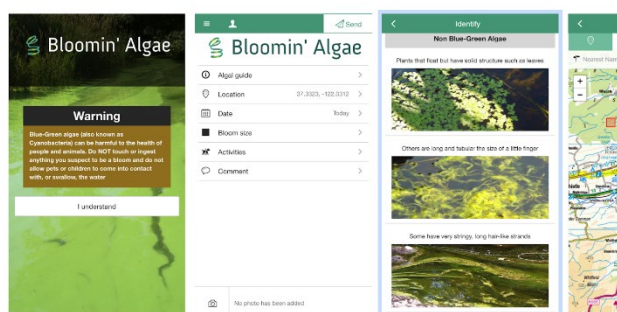 Bloomin' Algae
Warning
Blue-Green algae (also known as
Cyanobacteria) can be harmful to the health of
people and animals. Do NOT touch or ingest
anything you suspect to be a bloom and do not
allow pets or children to come into contact
with, or swallow, the water
I understand
Send
Bloomin' Algae
Algal guide
Location 37.3323, -122.0312
Date Today
Bloom size
Activities
Comment
No photo has been added
Identify
Non Blue-Green Algae
Plants that float but have solid structure such as leaves
Others are long and tubular the size of a little finger
Some have very stringy, long hair-like strands
Nearest Nam